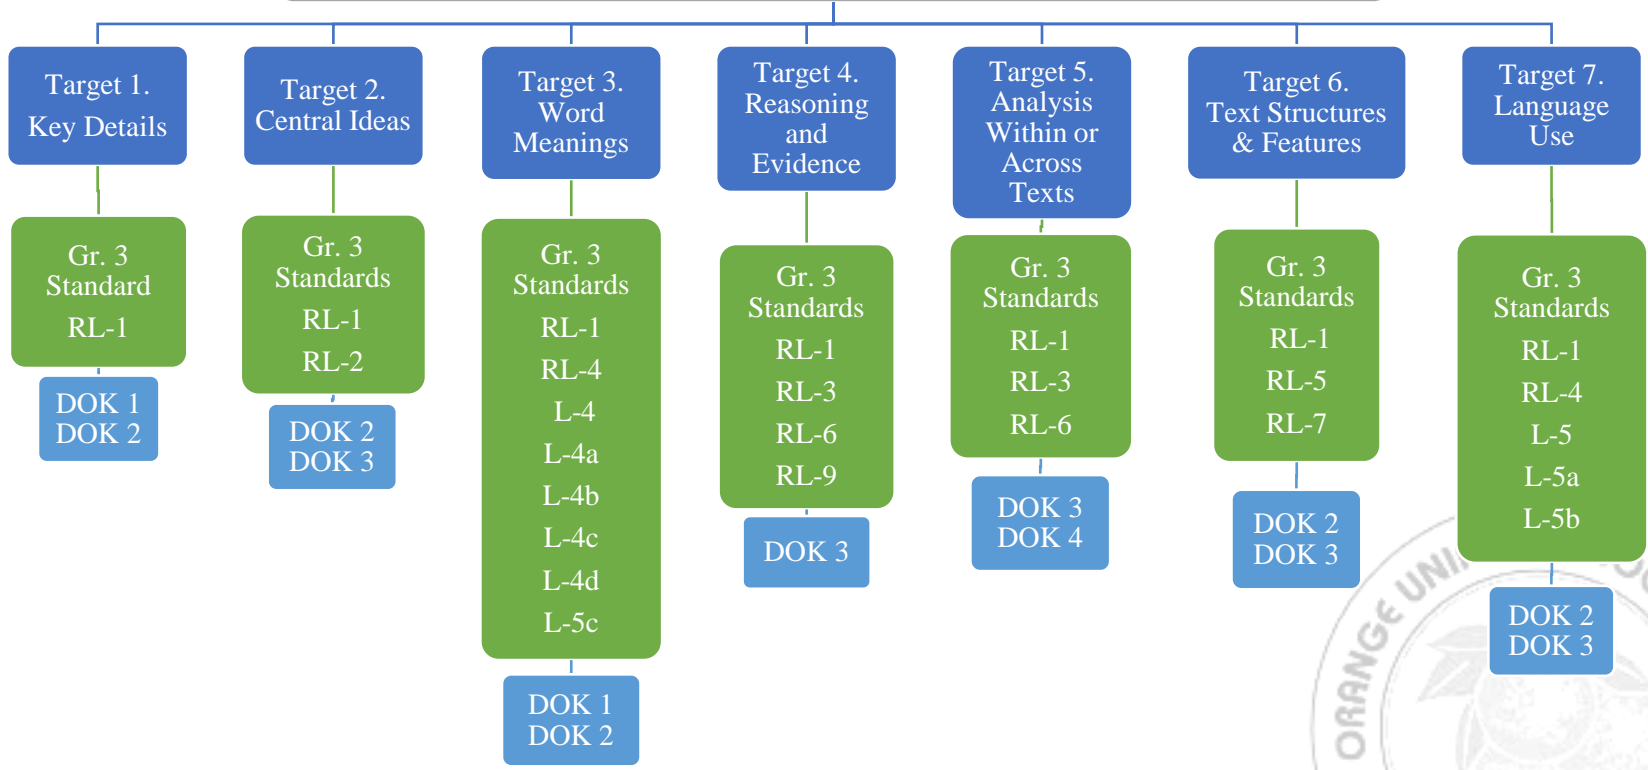 Target 1.
Key Details
Gr. 3
Standard
RL-1
DOK 1
DOK 2
Target 2.
Central Ideas
Gr. 3
Standards
RL-1
RL-2
DOK 2
DOK 3
Target 3.
Word
Meanings
Gr. 3
Standards
RL-1
RL-4
L-4
L-4a
L-4b
L-4c
L-4d
L-5c
DOK 1
DOK 2
Target 4.
Reasoning
and
Evidence
Gr. 3
Standards
RL-1
RL-3
RL-6
RL-9
DOK 3
Target 5.
Analysis
Within or
Across
Texts
Gr. 3
Standards
RL-1
RL-3
RL-6
DOK 3
DOK 4
Target 6.
Text Structures
& Features
Gr. 3
Standards
RL-1
RL-5
RL-7
DOK 2
DOK 3
Target 7.
Language
Use
Gr. 3
Standards
RL-1
RL-4
L-5
L-5a
L-5b
DOK 2
DOK 3
ORANGE